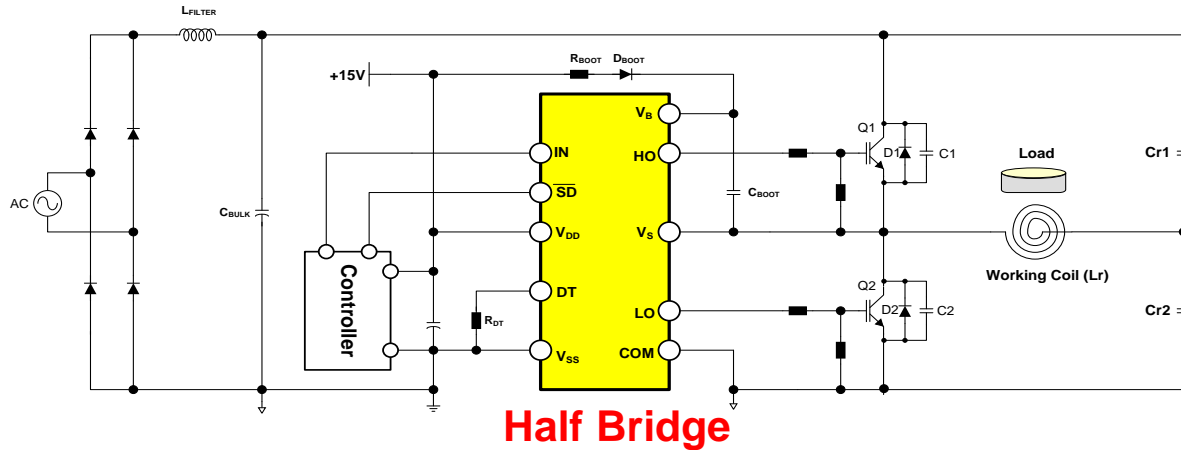 LFILTER
+15V
RBOOT DBOOT
VB
Q1
IN
HO
D1
C1
Load
Cr1
SD
CBOOT
AC
CBULK
VDD
VS
Controller
Working Coil (Lr)
Q2
DT
RDT
LO
D2
C2
Cr2
VSS
COM
Half Bridge